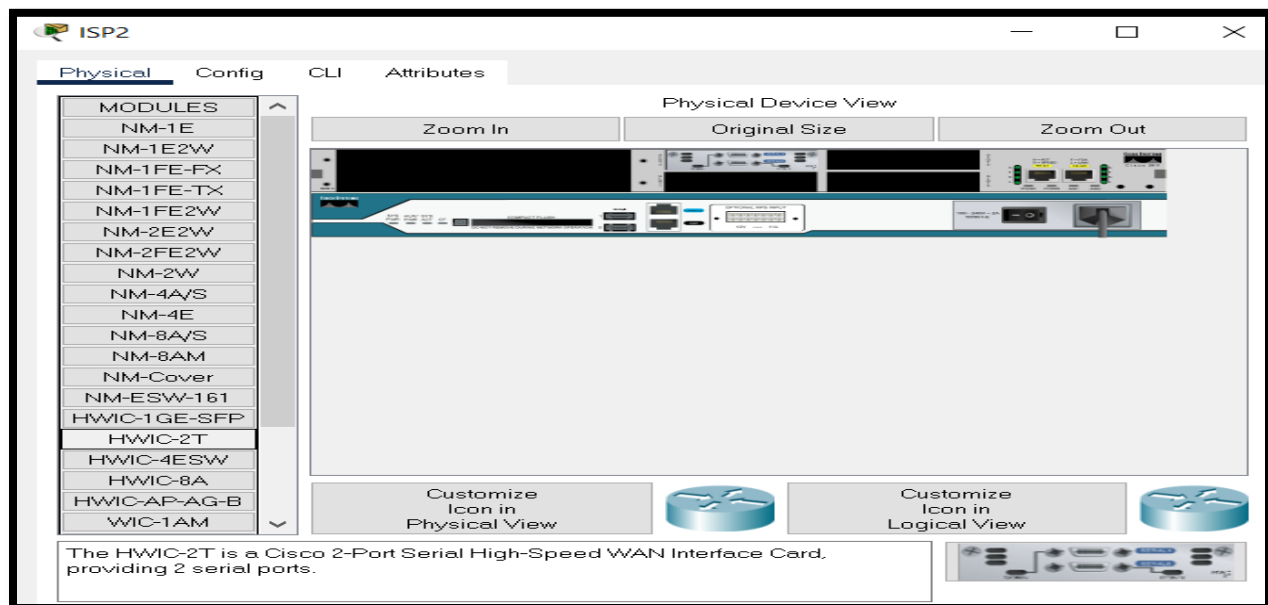 ISP2
Physical Config CLI Attributes
MODULES
NM-1E
NM-1E2W
NM-1FE-FX
NM-1FE-TX
NM-1FE2W
NM-2E2W
NM-2FE2W
NM-2W
NM-4A/S
NM-4E
NM-8A/S
NM-8AM
NM-Cover
NM-ESW-161
HWIC-1GE-SFP
HWIC-2T
HWIC-4ESW
HWIC-8A
HWIC-AP-AG-B
WIC-1AM
Physical Device View
Zoom In Original Size Zoom Out
COMPACT FLASH
Customize
Icon in
Physical View
Customize
Icon in
Logical View
The HWIC-2T is a Cisco 2-Port Serial High-Speed WAN Interface Card,
providing 2 serial ports.